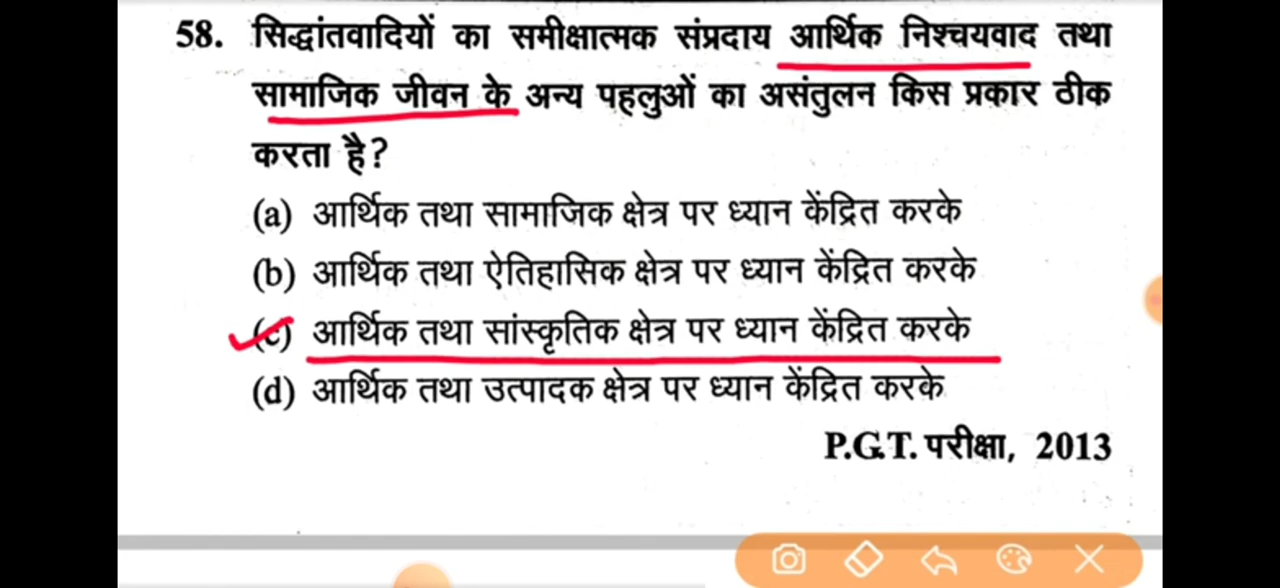 58. सिद्धांतवादियों का समीक्षात्मक संप्रदाय आर्थिक निश्चयवाद तथा
सामाजिक जीवन के अन्य पहलुओं का असंतुलन किस प्रकार ठीक
करता है?
(a) आर्थिक तथा सामाजिक क्षेत्र पर ध्यान केंद्रित करके
(b) आर्थिक तथा ऐतिहासिक क्षेत्र पर ध्यान केंद्रित करके
(c) आर्थिक तथा सांस्कृतिक क्षेत्र पर ध्यान केंद्रित करके
(d) आर्थिक तथा उत्पादक क्षेत्र पर ध्यान केंद्रित करके
P.G.T. परीक्षा, 2013